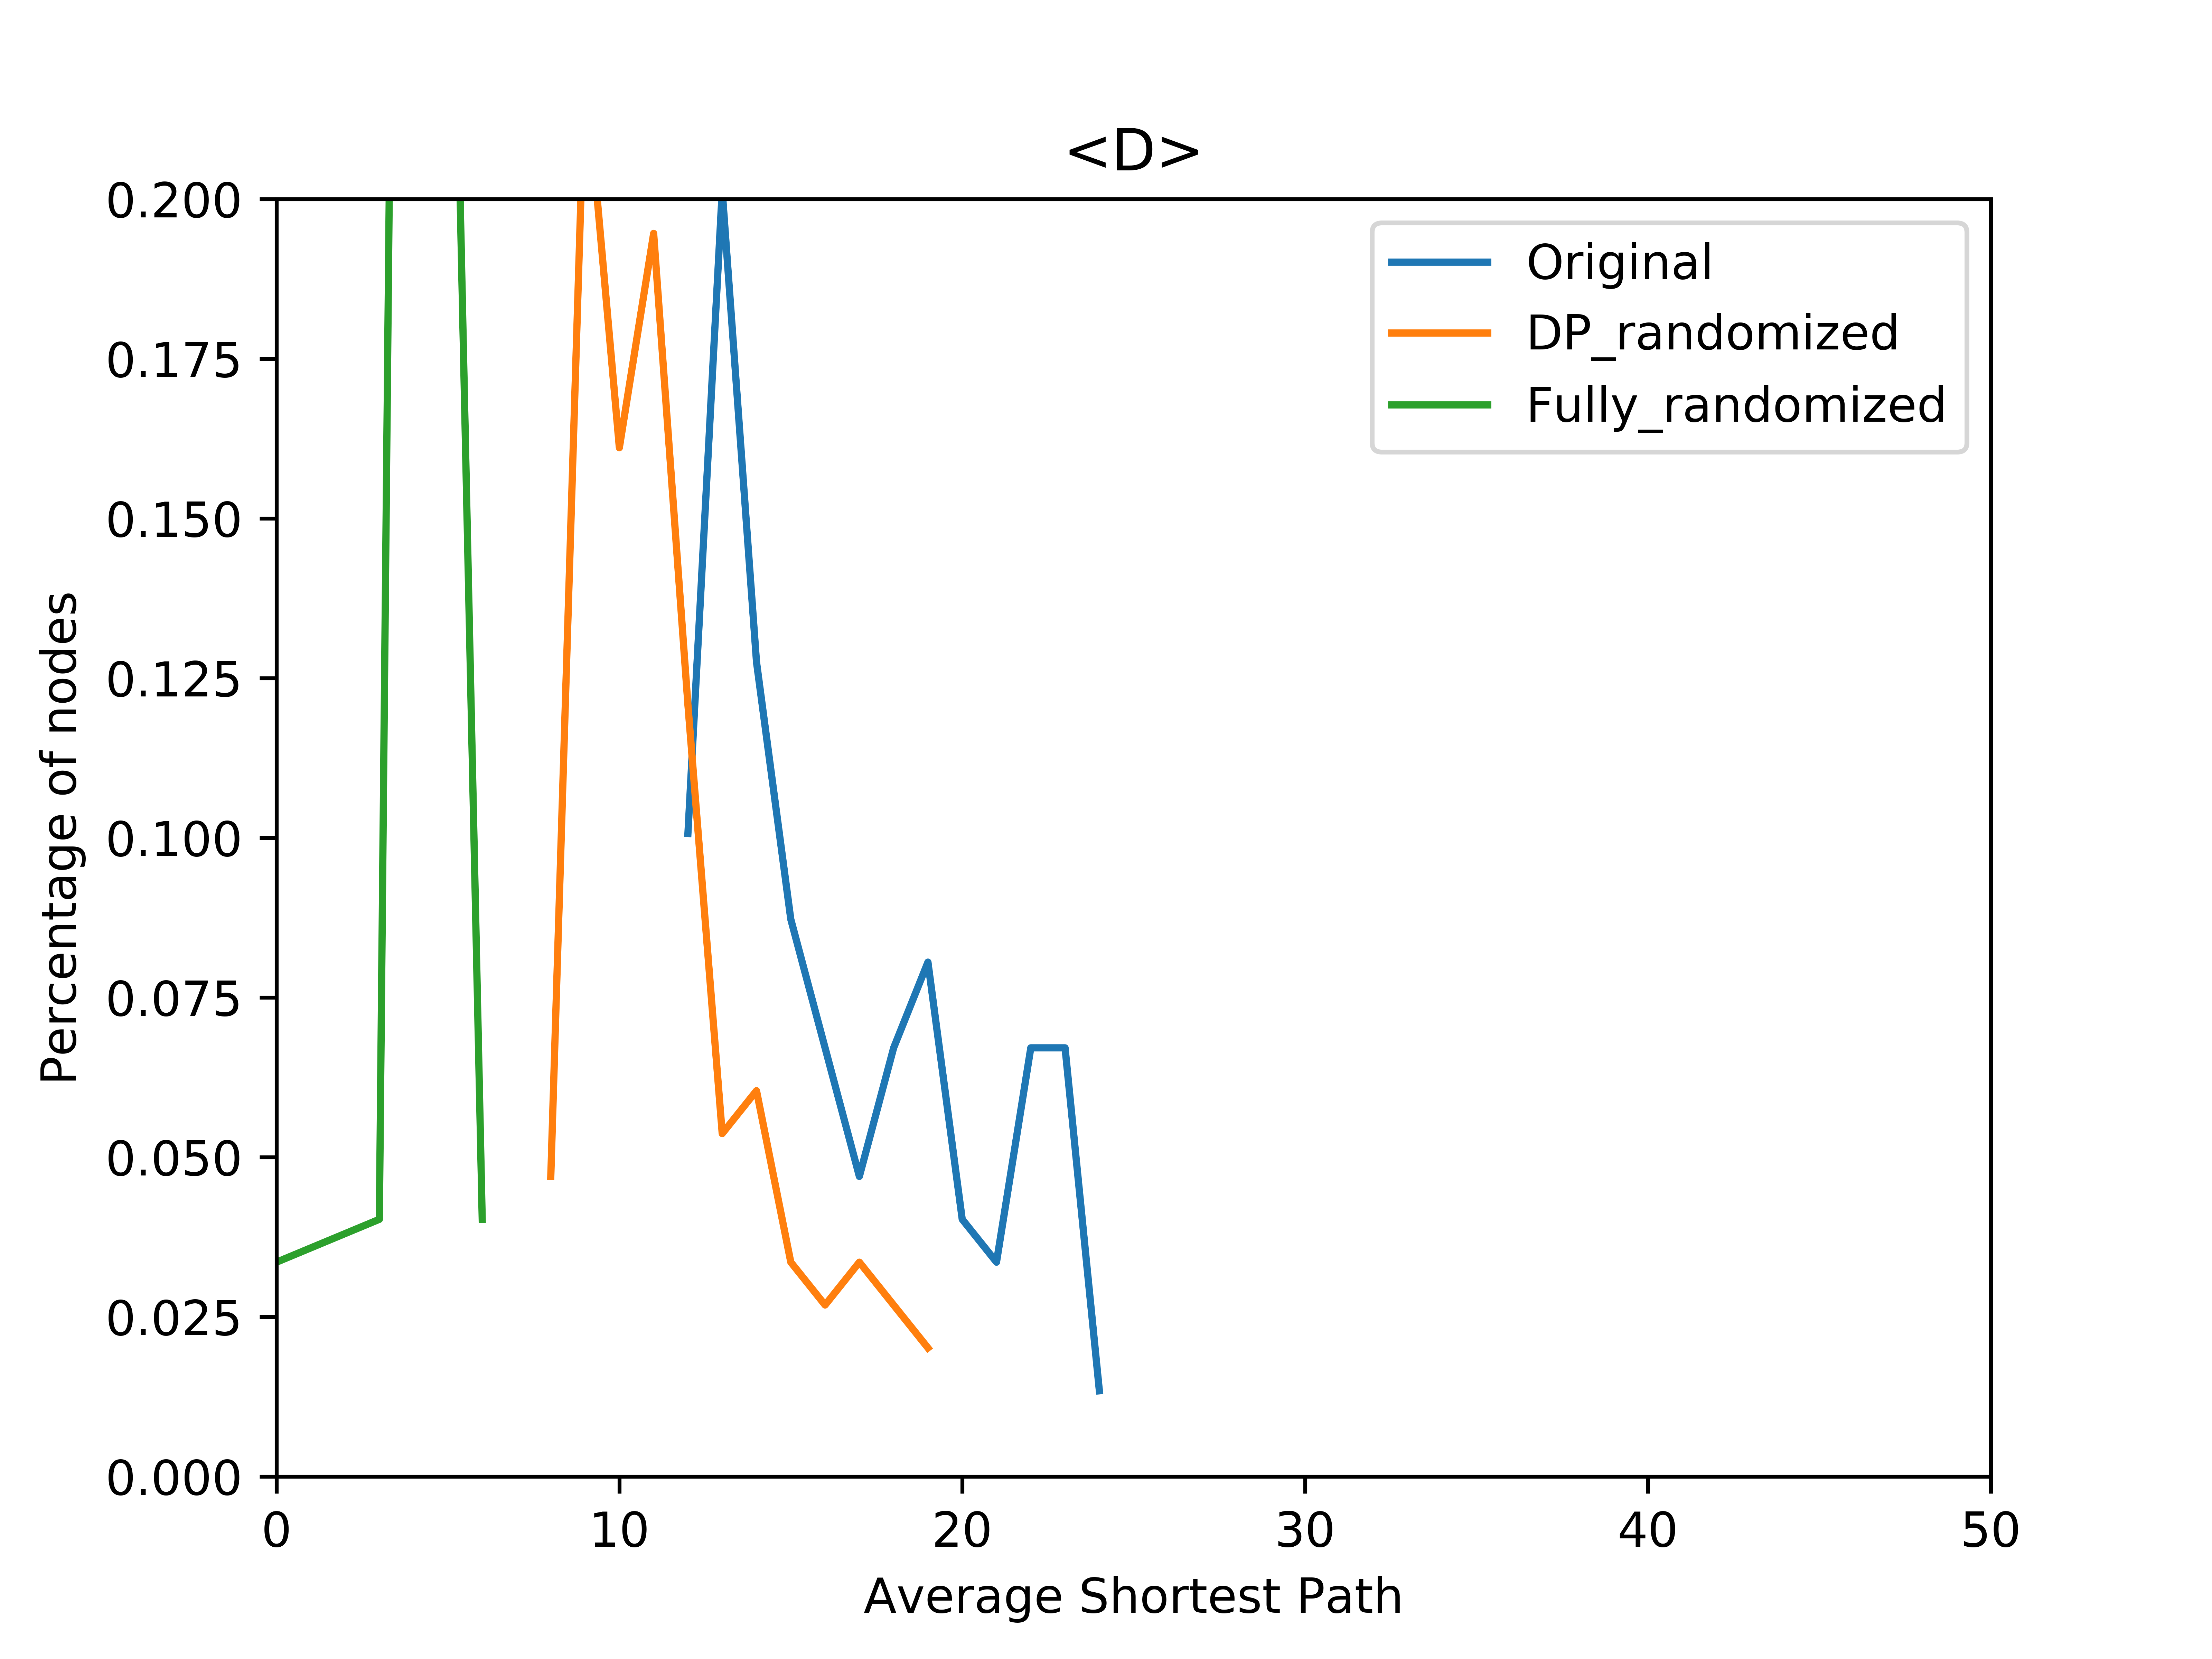 <D>
0.200
0.175
0.150
0.125
0.100
0.075
0.050
0.025
0.000
Percentage of nodes
Original
DP_randomized
Fully_randomized
0 10 20 30 40 50
Average Shortest Path